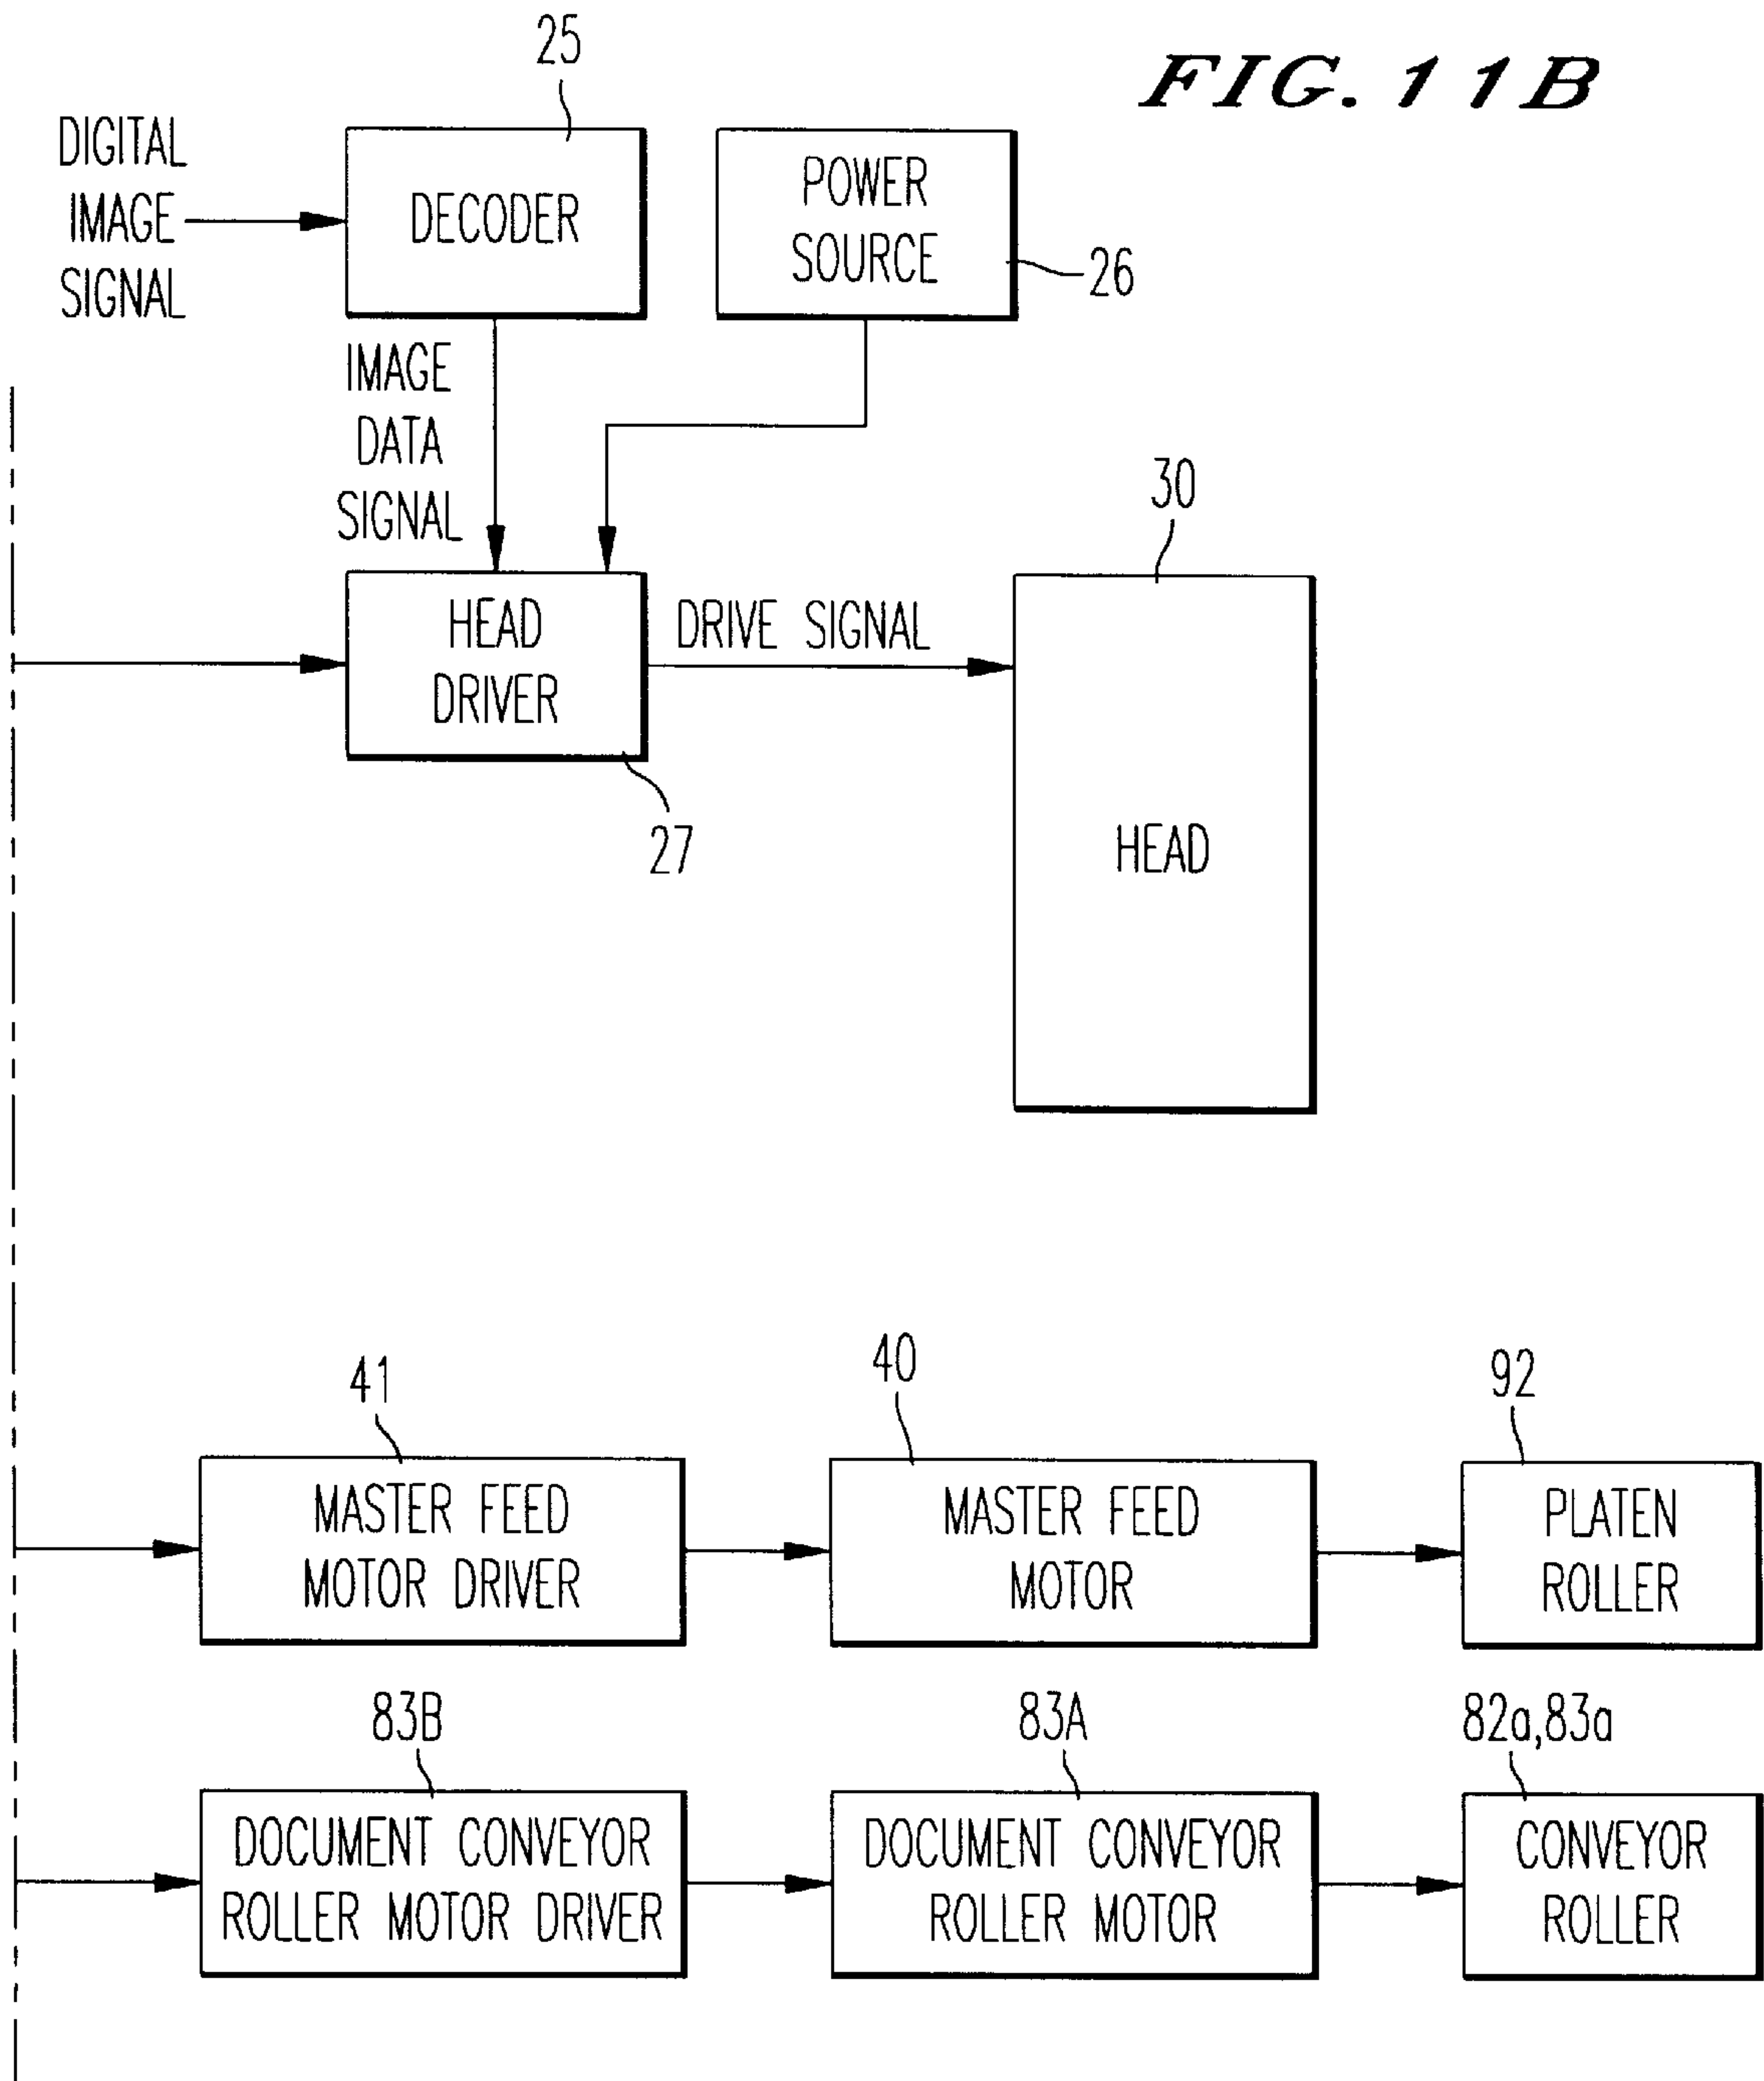 FIG. 11B
25
DIGITAL
IMAGE
SIGNAL
DECODER
POWER
SOURCE
26
IMAGE
DATA
SIGNAL
HEAD
DRIVER
27
DRIVE SIGNAL
30
HEAD
41
MASTER FEED
MOTOR DRIVER
40
MASTER FEED
MOTOR
92
PLATEN
ROLLER
83B
DOCUMENT CONVEYOR
ROLLER MOTOR DRIVER
83A
DOCUMENT CONVEYOR
ROLLER MOTOR
82a,83a
CONVEYOR
ROLLER